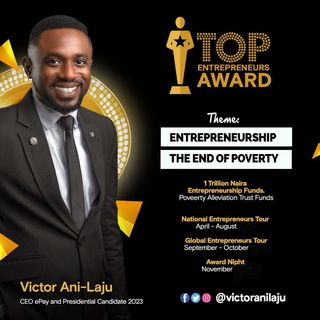 TOP
ENTREPRENEURS
AWARD
Theme:
ENTREPRENEURSHIP
THE END OF POVERTY
1 Trillion Naira
Entrepreneurship Funds.
Poveerty Alleviation Trust Funds
National Entrepreneurs Tour
April - August
Global Entrepreneurs Tour
September - October
Award Night
November
Victor Ani-Laju
CEO ePay and Presidential Candidate 2023
@victoranilaju